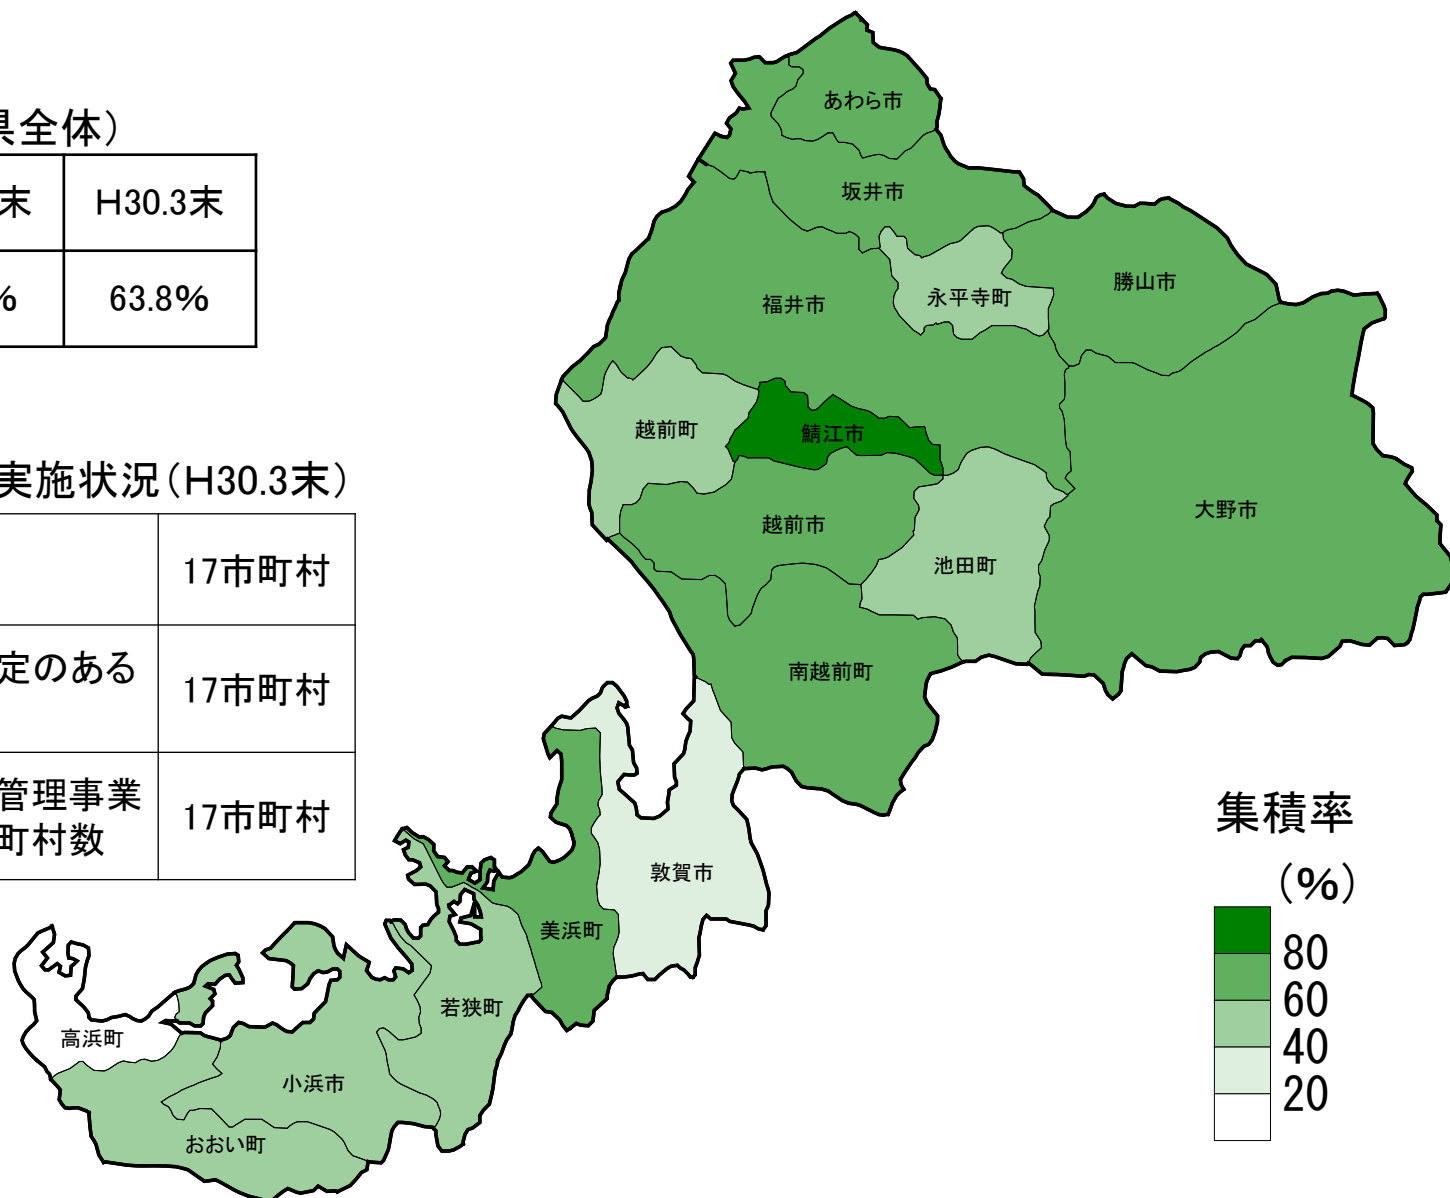 県全体）
末 H30.3末
% 63.8%
実施状況（H30.3末）
17市町村
定のある
17市町村
管理事業
町村数
17市町村
あわら市
坂井市
勝山市
永平寺町
福井市
越前町
鯖江市
大野市
越前市
池田町
南越前町
敦賀市
美浜町
若狭町
高浜町
小浜市
おおい町
集積率
（%）
80
60
40
20